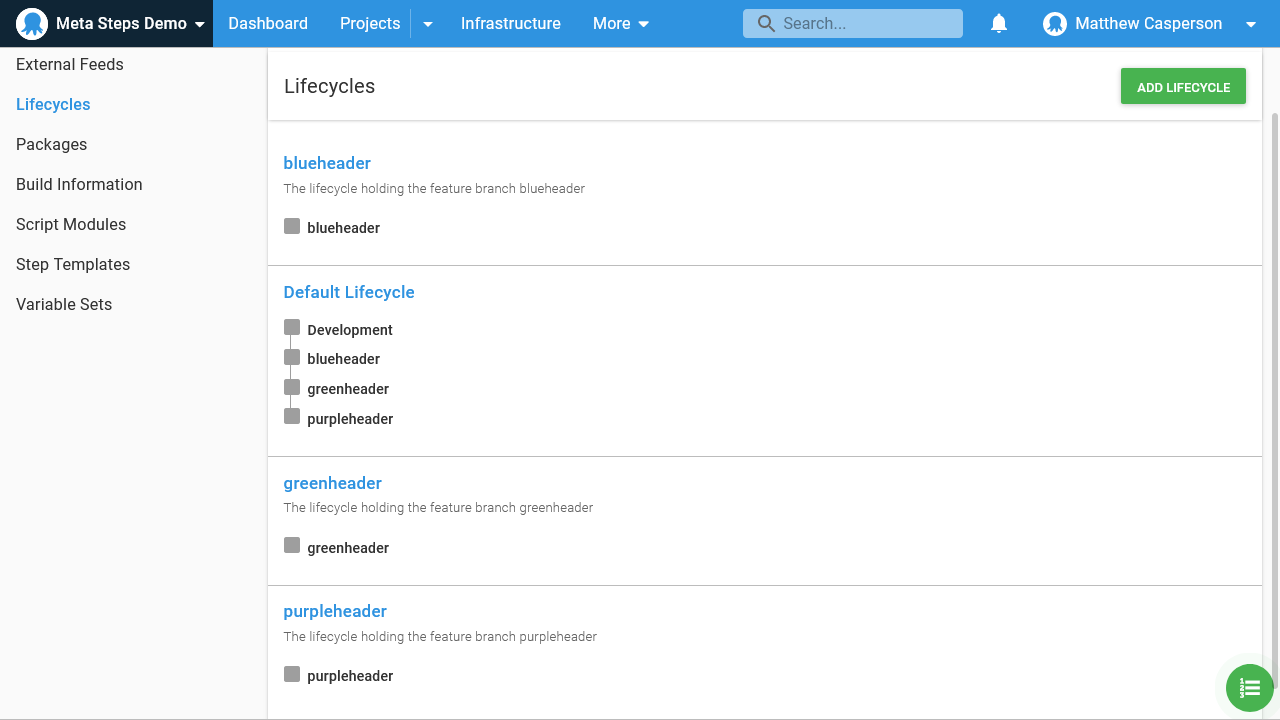 Meta Steps Demo Dashboard Projects Infrastructure More Search... Matthew Casperson
External Feeds
Lifecycles
Packages
Build Information
Script Modules
Step Templates
Variable Sets
Lifecycles ADD LIFECYCLE
blueheader
The lifecycle holding the feature branch blueheader
blueheader
Default Lifecycle
Development
blueheader
greenheader
purpleheader
greenheader
The lifecycle holding the feature branch greenheader
greenheader
purpleheader
The lifecycle holding the feature branch purpleheader
purpleheader